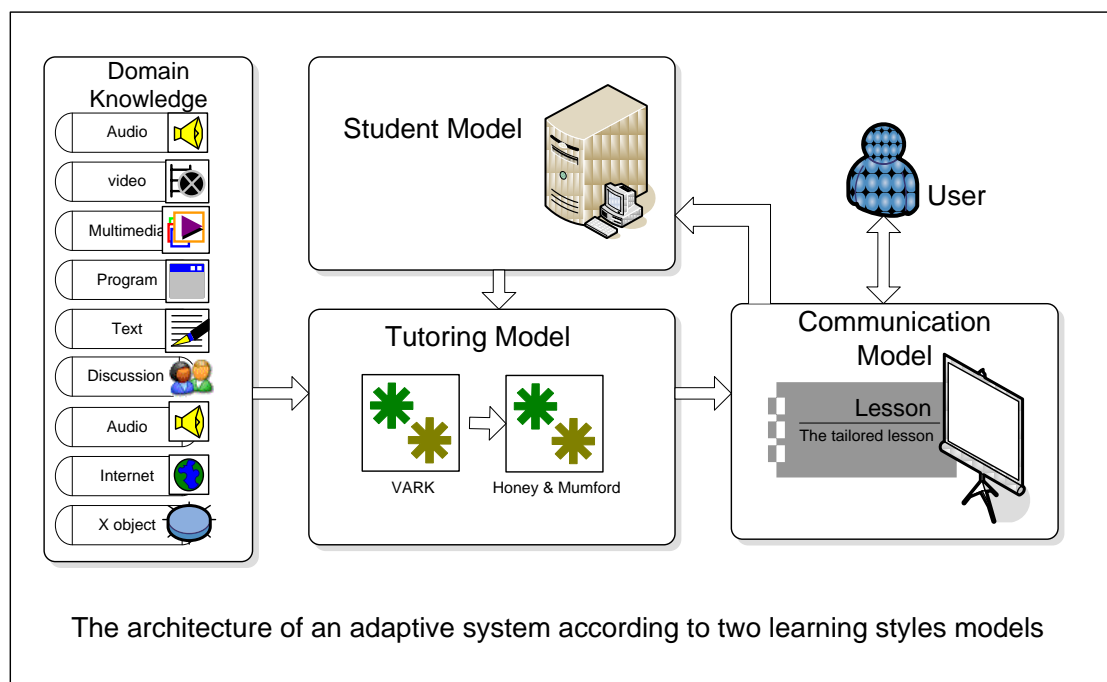 Domain
Knowledge
Audio
video
Multimedia
Program
Text
Discussion
Audio
Internet
X object
Student Model
User
Tutoring Model
VARK
Honey & Mumford
Communication
Model
Lesson
The tailored lesson
The architecture of an adaptive system according to two learning styles models